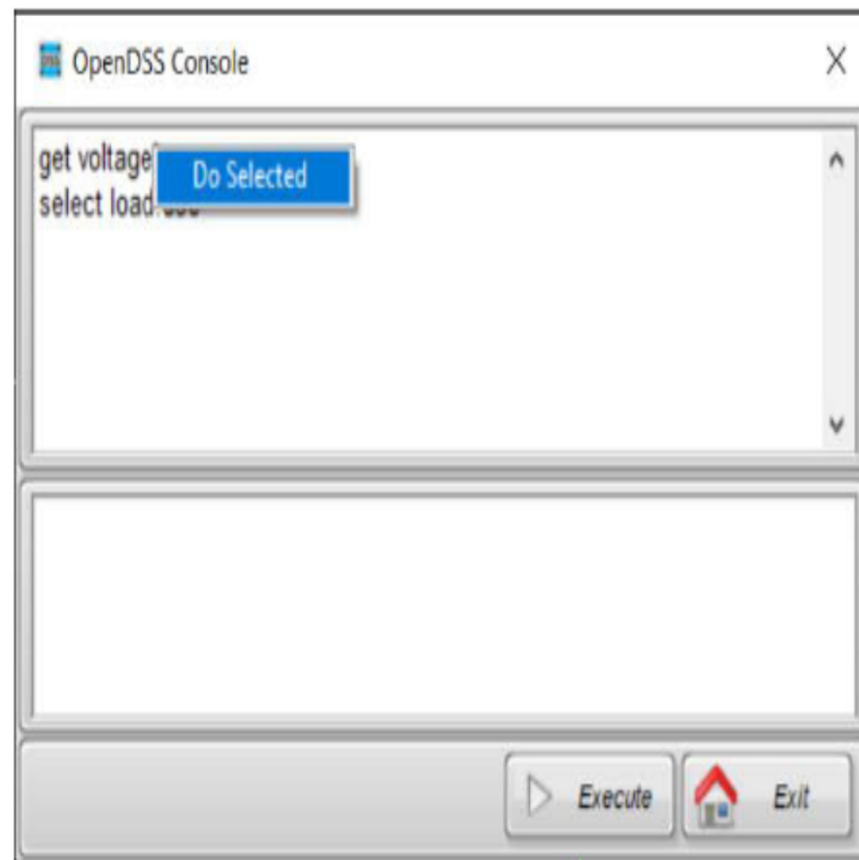 OpenDSS Console
get voltage
Do Selected
select load
Execute
Exit